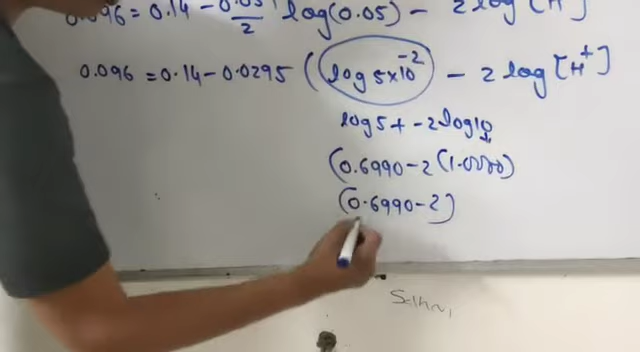 0.096 = 0.14 - 0.05/2 log(0.05) - 2 log [H
0.096 = 0.14 - 0.0295 ( log 5×10⁻² - 2 log [H⁺]
log 5 + -2 log 10
(0.6990 - 2 (1.0000)
(0.6990 - 2)